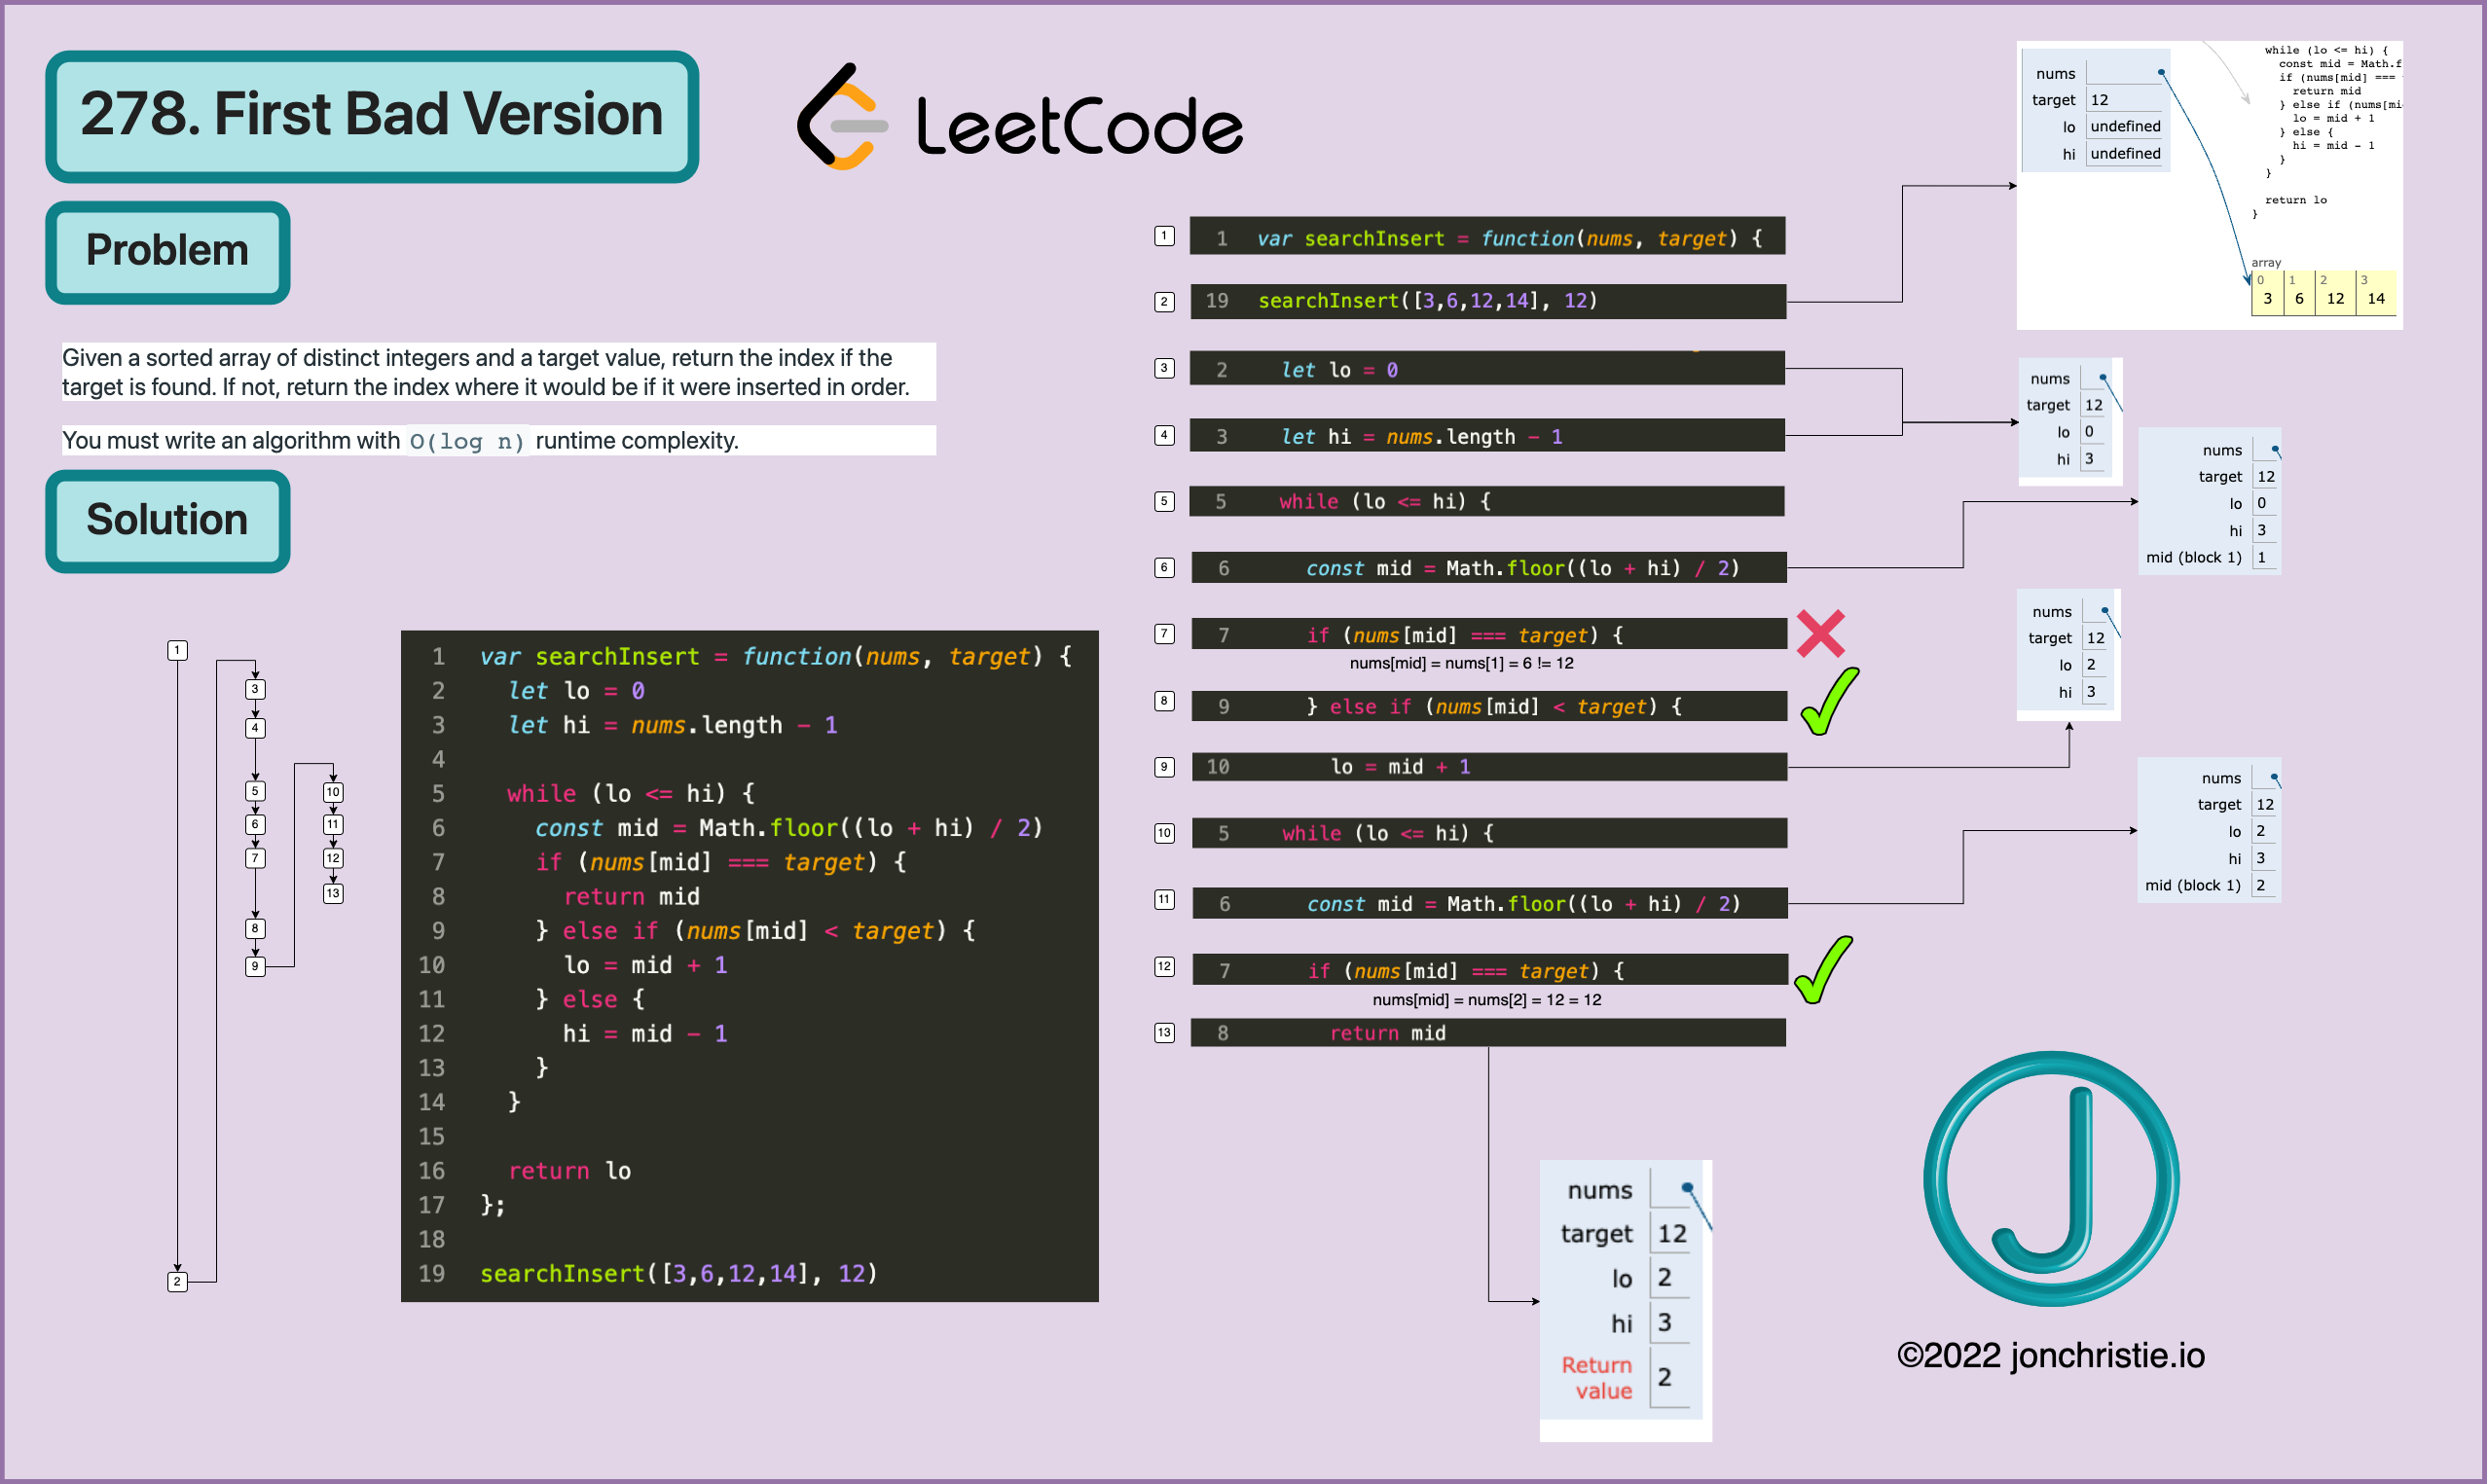 278. First Bad Version
LeetCode
Problem
Given a sorted array of distinct integers and a target value, return the index if the
target is found. If not, return the index where it would be if it were inserted in order.
You must write an algorithm with O(log n) runtime complexity.
Solution
1
2
3
4
5
6
7
8
9
10
11
12
13
1 var searchInsert = function(nums, target) {
2 let lo = 0
3 let hi = nums.length - 1
4
5 while (lo <= hi) {
6 const mid = Math.floor((lo + hi) / 2)
7 if (nums[mid] === target) {
8 return mid
9 } else if (nums[mid] < target) {
10 lo = mid + 1
11 } else {
12 hi = mid - 1
13 }
14 }
15
16 return lo
17 };
18
19 searchInsert([3,6,12,14], 12)
1 1 var searchInsert = function(nums, target) {
2 19 searchInsert([3,6,12,14], 12)
3 2 let lo = 0
4 3 let hi = nums.length - 1
5 5 while (lo <= hi) {
6 6 const mid = Math.floor((lo + hi) / 2)
7 7 if (nums[mid] === target) {
nums[mid] = nums[1] = 6 != 12
8 9 } else if (nums[mid] < target) {
9 10 lo = mid + 1
10 5 while (lo <= hi) {
11 6 const mid = Math.floor((lo + hi) / 2)
12 7 if (nums[mid] === target) {
nums[mid] = nums[2] = 12 = 12
13 8 return mid
nums
target 12
lo undefined
hi undefined
while (lo <= hi) {
const mid = Math.f
if (nums[mid] ===
return mid
} else if (nums[mi
lo = mid + 1
} else {
hi = mid - 1
}
}
return lo
}
array
0 1 2 3
3 6 12 14
nums
target 12
lo 0
hi 3
nums
target 12
lo 0
hi 3
mid (block 1) 1
nums
target 12
lo 2
hi 3
nums
target 12
lo 2
hi 3
mid (block 1) 2
nums
target 12
lo 2
hi 3
Return
value 2
J
©2022 jonchristie.io